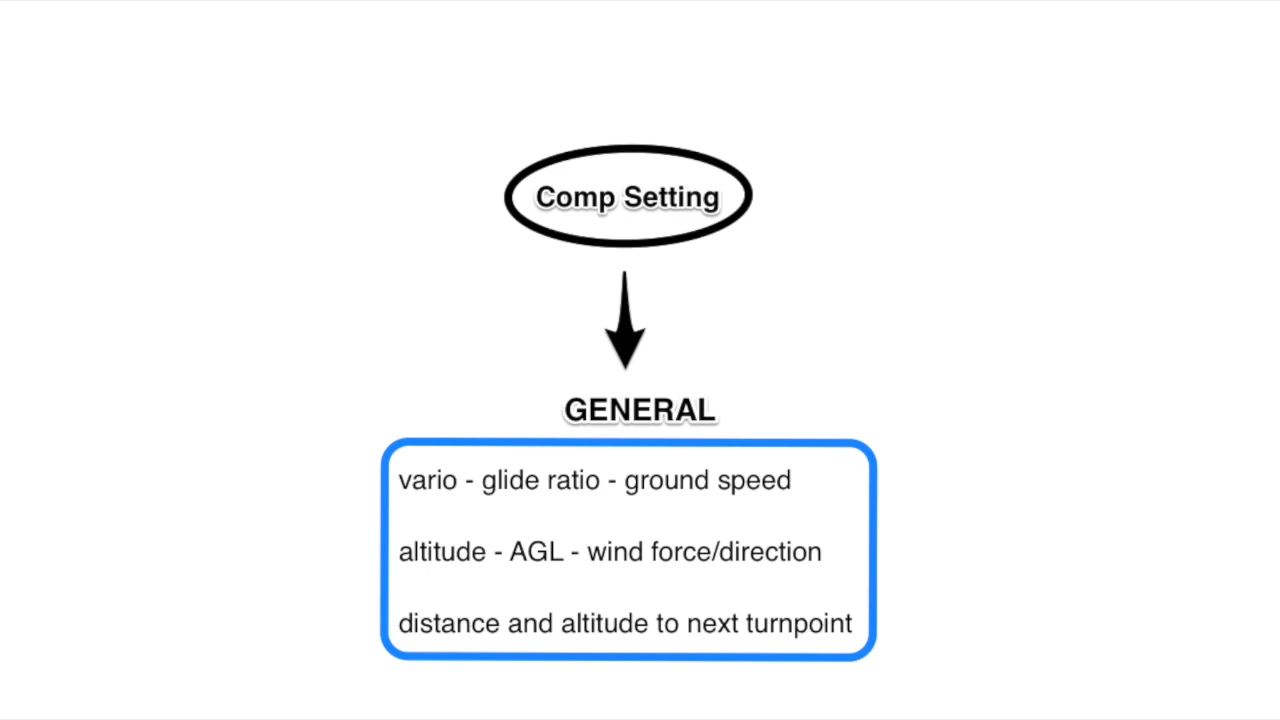 Comp Setting
GENERAL
vario - glide ratio - ground speed
altitude - AGL - wind force/direction
distance and altitude to next turnpoint